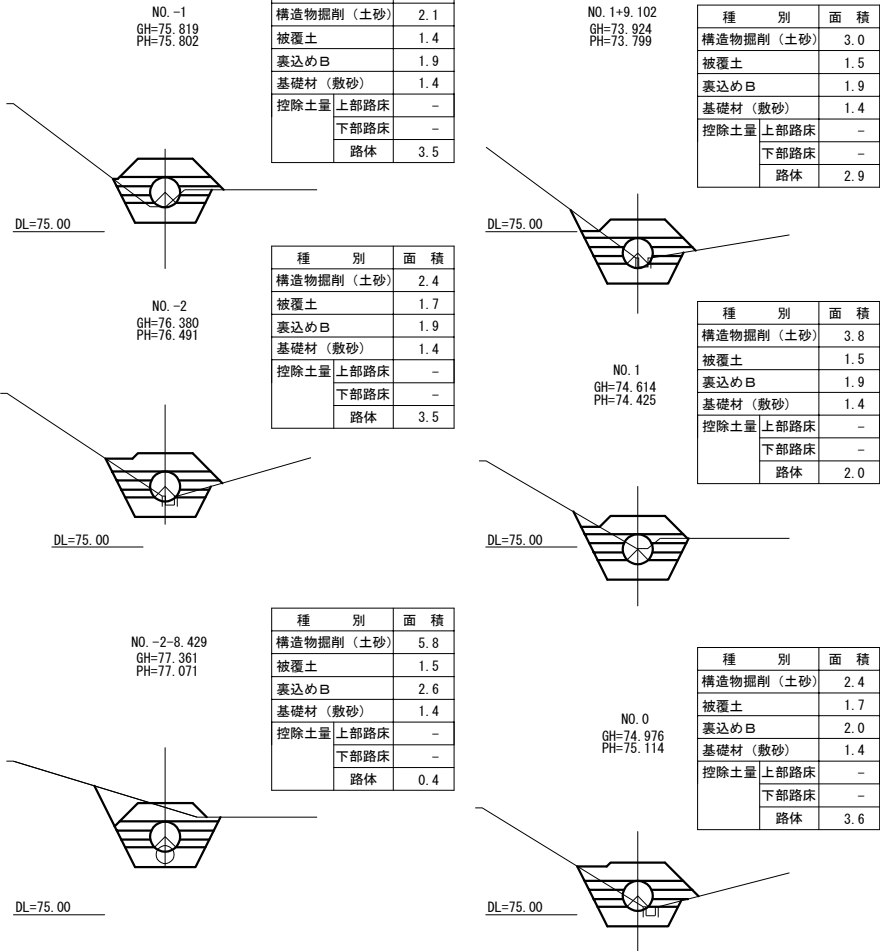 NO.-1
GH=75.819
PH=75.802
構造物掘削（土砂） 2.1
被覆土 1.4
裏込めB 1.9
基礎材（敷砂） 1.4
控除土量 上部路床 -
下部路床 -
路体 3.5
DL=75.00
NO.-2
GH=76.380
PH=76.491
種 別 面 積
構造物掘削（土砂） 2.4
被覆土 1.7
裏込めB 1.9
基礎材（敷砂） 1.4
控除土量 上部路床 -
下部路床 -
路体 3.5
DL=75.00
NO.-2-8.429
GH=77.361
PH=77.071
種 別 面 積
構造物掘削（土砂） 5.8
被覆土 1.5
裏込めB 2.6
基礎材（敷砂） 1.4
控除土量 上部路床 -
下部路床 -
路体 0.4
DL=75.00
NO.1+9.102
GH=73.924
PH=73.799
種 別 面 積
構造物掘削（土砂） 3.0
被覆土 1.5
裏込めB 1.9
基礎材（敷砂） 1.4
控除土量 上部路床 -
下部路床 -
路体 2.9
DL=75.00
NO.1
GH=74.614
PH=74.425
種 別 面 積
構造物掘削（土砂） 3.8
被覆土 1.5
裏込めB 1.9
基礎材（敷砂） 1.4
控除土量 上部路床 -
下部路床 -
路体 2.0
DL=75.00
NO.0
GH=74.976
PH=75.114
種 別 面 積
構造物掘削（土砂） 2.4
被覆土 1.7
裏込めB 2.0
基礎材（敷砂） 1.4
控除土量 上部路床 -
下部路床 -
路体 3.6
DL=75.00